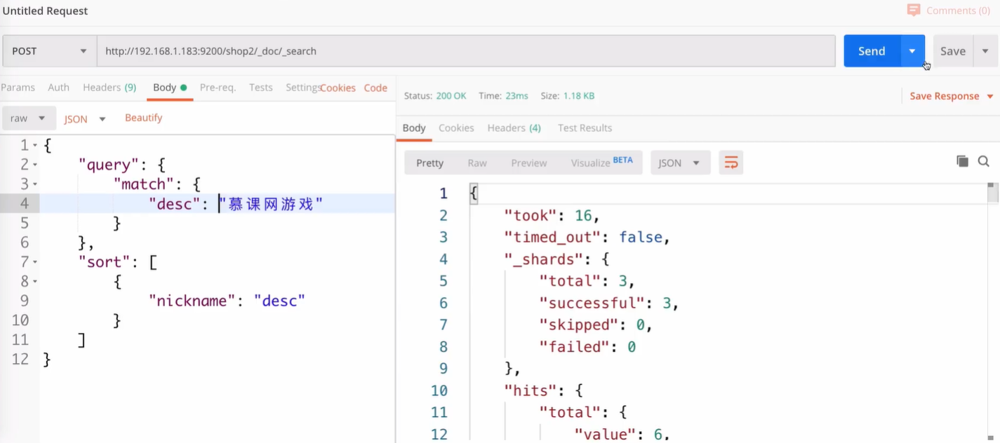 Untitled Request
Comments (0)
POST
http://192.168.1.183:9200/shop2/_doc/_search
Send
Save
Params Auth Headers (9) Body Pre-req. Tests Settings Cookies Code
raw JSON Beautify
1 {
2 "query": {
3 "match": {
4 "desc": "慕课网游戏"
5 }
6 },
7 "sort": [
8 {
9 "nickname": "desc"
10 }
11 ]
12 }
Status: 200 OK Time: 23ms Size: 1.18 KB
Save Response
Body Cookies Headers (4) Test Results
Pretty Raw Preview Visualize BETA JSON
1 {
2 "took": 16,
3 "timed_out": false,
4 "_shards": {
5 "total": 3,
6 "successful": 3,
7 "skipped": 0,
8 "failed": 0
9 },
10 "hits": {
11 "total": {
12 "value": 6,